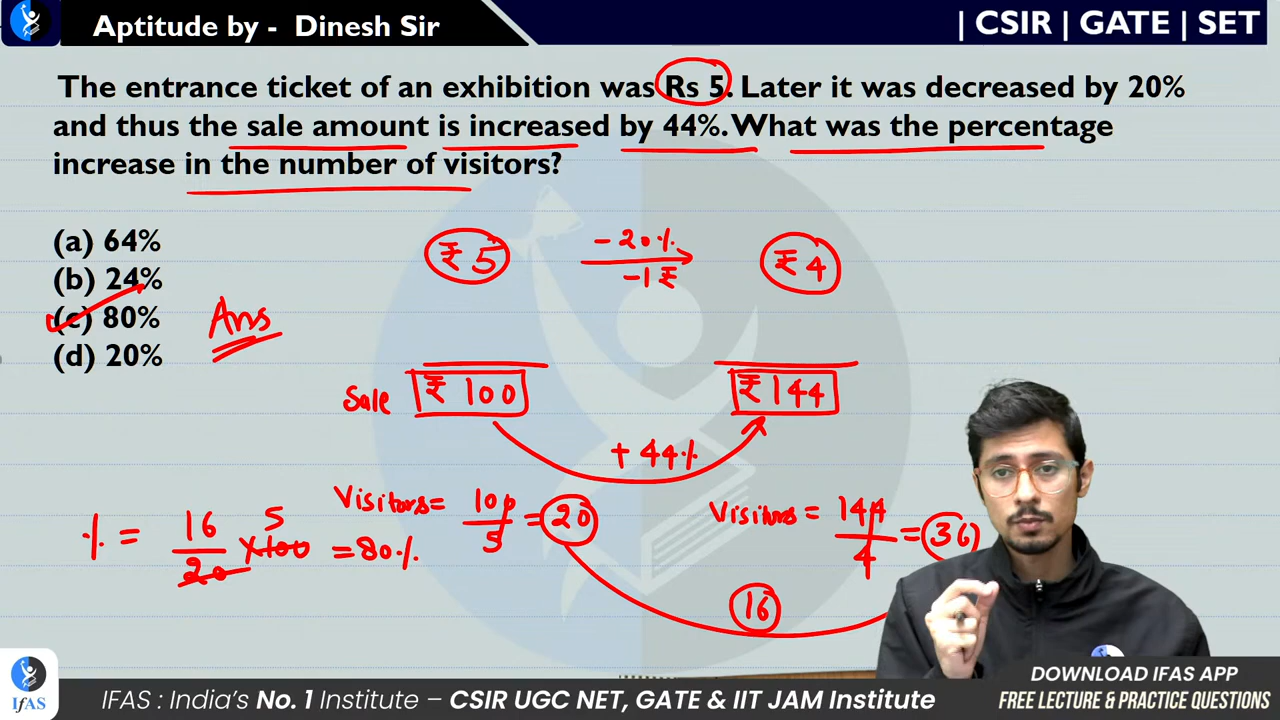 Aptitude by - Dinesh Sir
| CSIR | GATE | SET
The entrance ticket of an exhibition was Rs 5. Later it was decreased by 20%
and thus the sale amount is increased by 44%. What was the percentage
increase in the number of visitors?
(a) 64%
(b) 24%
(c) 80%
(d) 20%
Ans
₹ 5
-20%
-1₹
₹ 4
Sale ₹ 100
₹ 144
+ 44%
Visitors = 100/5 = 20
Visitors = 144/4 = 36
16
% = 16/20 × 100 = 80%
5
IfAS
IFAS : India's No. 1 Institute – CSIR UGC NET, GATE & IIT JAM Institute
DOWNLOAD IFAS APP
FREE LECTURE & PRACTICE QUESTIONS